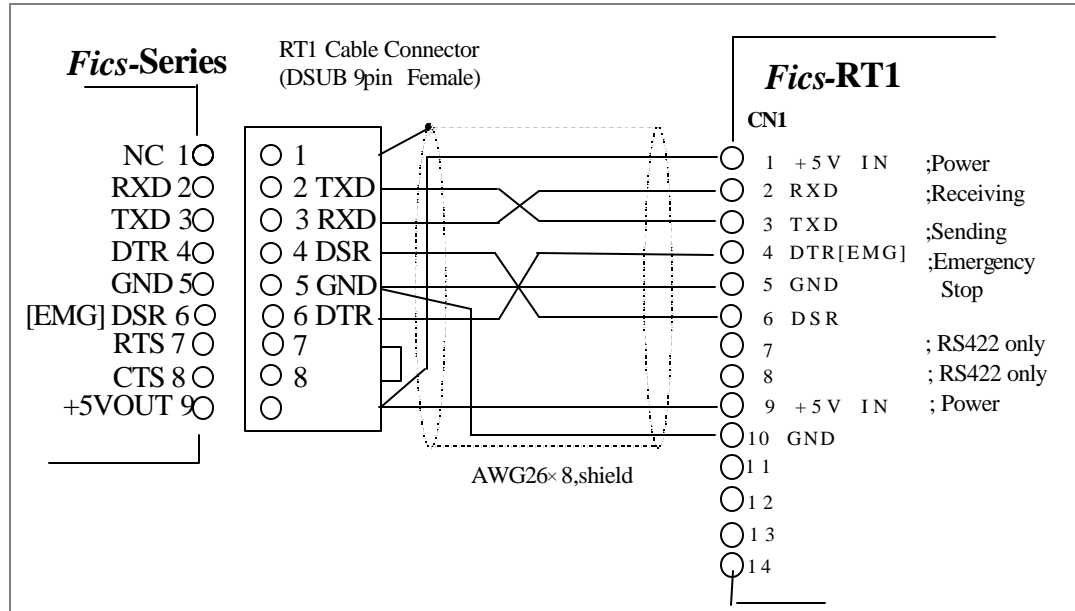 Fics-Series
RT1 Cable Connector
(DSUB 9pin Female)
Fics-RT1
CN1
NC 1
RXD 2
TXD 3
DTR 4
GND 5
[EMG] DSR 6
RTS 7
CTS 8
+5VOUT 9
1
2 TXD
3 RXD
4 DSR
5 GND
6 DTR
7
8
1 +5V IN ;Power
2 RXD ;Receiving
3 TXD ;Sending
4 DTR[EMG] ;Emergency
Stop
5 GND
6 DSR
7 ; RS422 only
8 ; RS422 only
9 +5V IN ; Power
10 GND
11
12
13
14
AWG26×8,shield